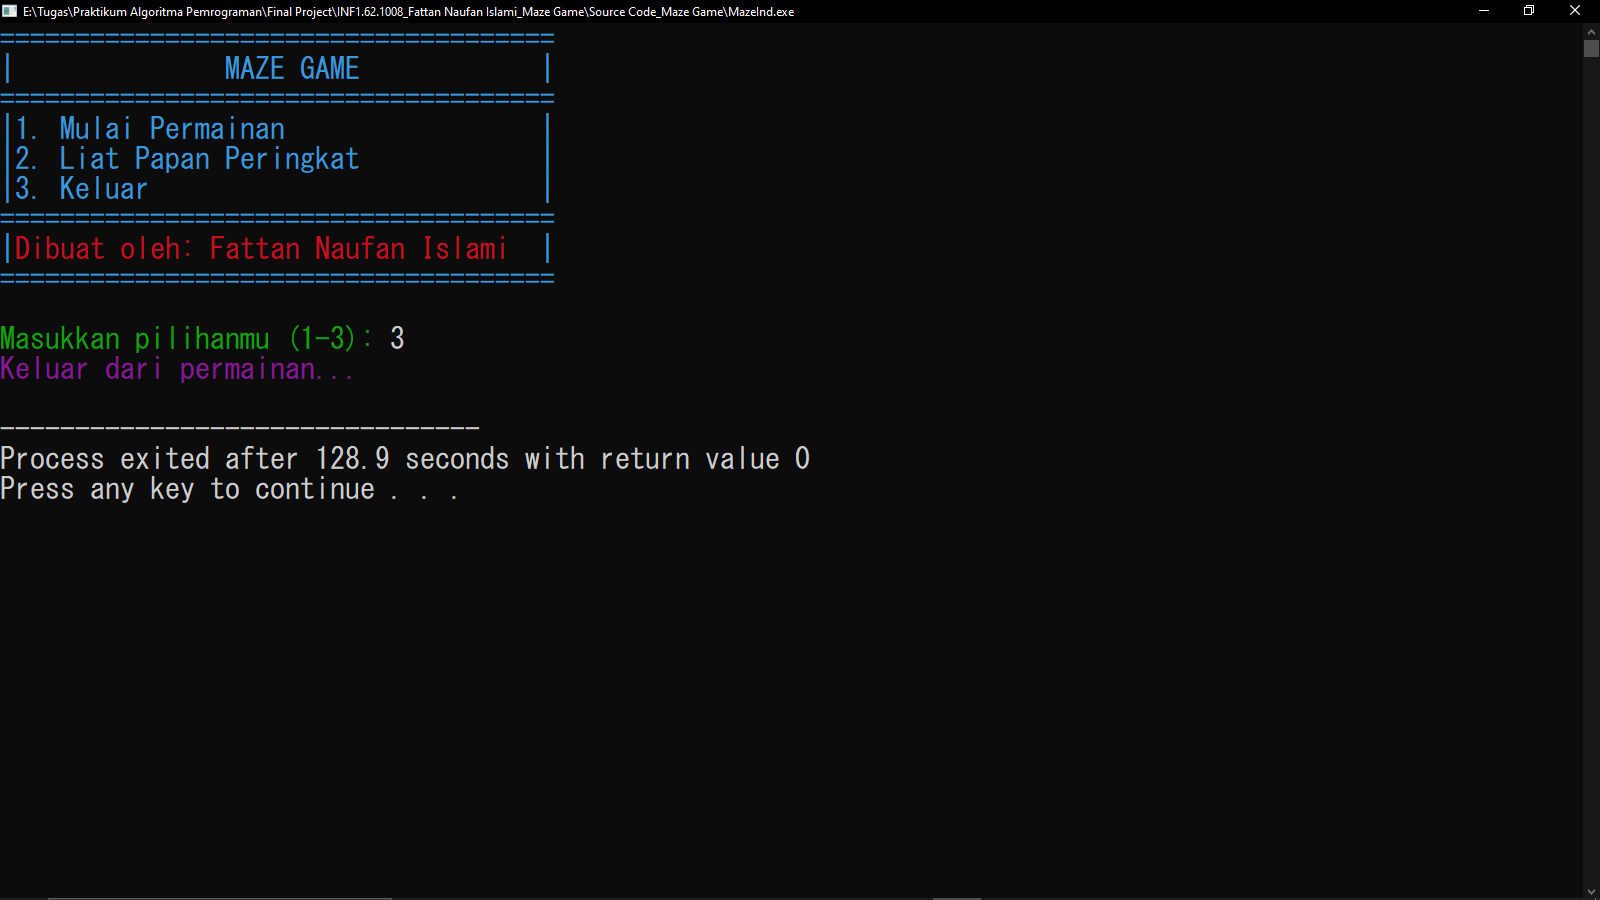 E:\Tugas\Praktikum Algoritma Pemrograman\Final Project\INF1.62.1008_Fattan Naufan Islami_Maze Game\Source Code_Maze Game\MazeInd.exe
=====================================
|              MAZE GAME            |
=====================================
|1. Mulai Permainan                 |
|2. Liat Papan Peringkat            |
|3. Keluar                          |
=====================================
|Dibuat oleh: Fattan Naufan Islami  |
=====================================
Masukkan pilihanmu (1-3): 3
Keluar dari permainan...
--------------------------------
Process exited after 128.9 seconds with return value 0
Press any key to continue . . .